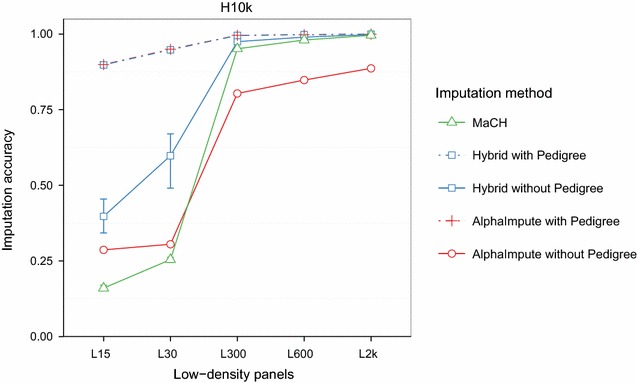 H10k
1.00
0.75
0.50
0.25
0.00
Imputation accuracy
L15 L30 L300 L600 L2k
Low−density panels
Imputation method
MaCH
Hybrid with Pedigree
Hybrid without Pedigree
AlphaImpute with Pedigree
AlphaImpute without Pedigree